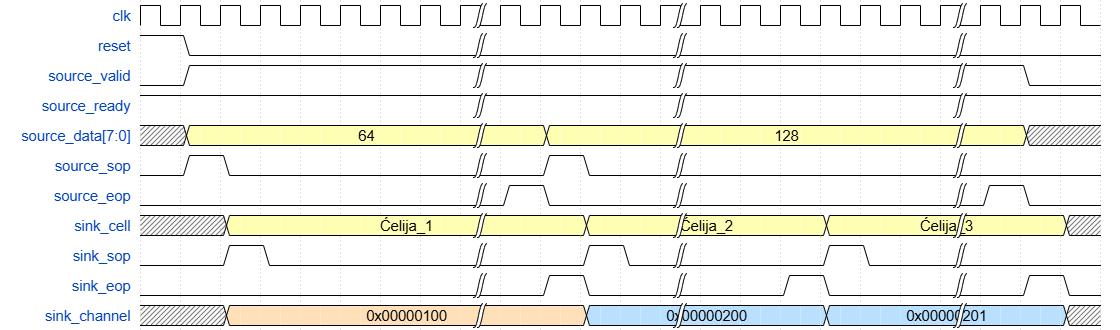 clk
reset
source_valid
source_ready
source_data[7:0] 64 128
source_sop
source_eop
sink_cell Ćelija_1 Ćelija_2 Ćelija_3
sink_sop
sink_eop
sink_channel 0x00000100 0x00000200 0x00000201